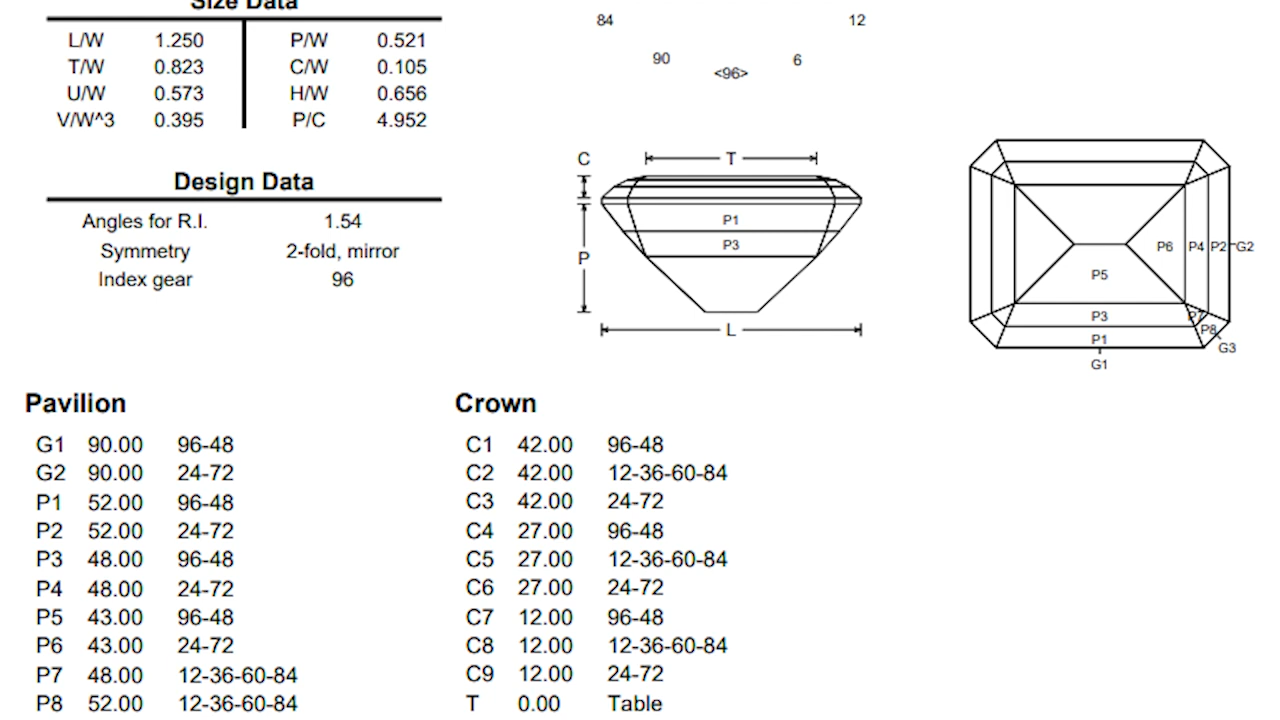 Size Data
L/W 1.250 P/W 0.521
T/W 0.823 C/W 0.105
U/W 0.573 H/W 0.656
V/W^3 0.395 P/C 4.952
Design Data
Angles for R.I. 1.54
Symmetry 2-fold, mirror
Index gear 96
84 12
90 6
<96>
C T
P1
P3
P
L
P6 P4 P2 G2
P5
P3 P7
P8
P1 G3
G1
Pavilion
G1 90.00 96-48
G2 90.00 24-72
P1 52.00 96-48
P2 52.00 24-72
P3 48.00 96-48
P4 48.00 24-72
P5 43.00 96-48
P6 43.00 24-72
P7 48.00 12-36-60-84
P8 52.00 12-36-60-84
Crown
C1 42.00 96-48
C2 42.00 12-36-60-84
C3 42.00 24-72
C4 27.00 96-48
C5 27.00 12-36-60-84
C6 27.00 24-72
C7 12.00 96-48
C8 12.00 12-36-60-84
C9 12.00 24-72
T 0.00 Table